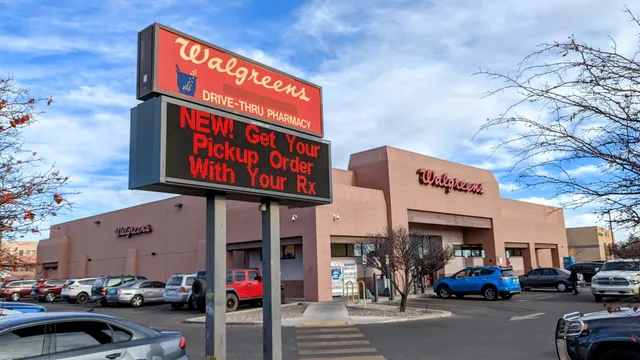 Walgreens
DRIVE-THRU PHARMACY
NEW! Get Your
Pickup Order
With Your Rx
Walgreens
Walgreens